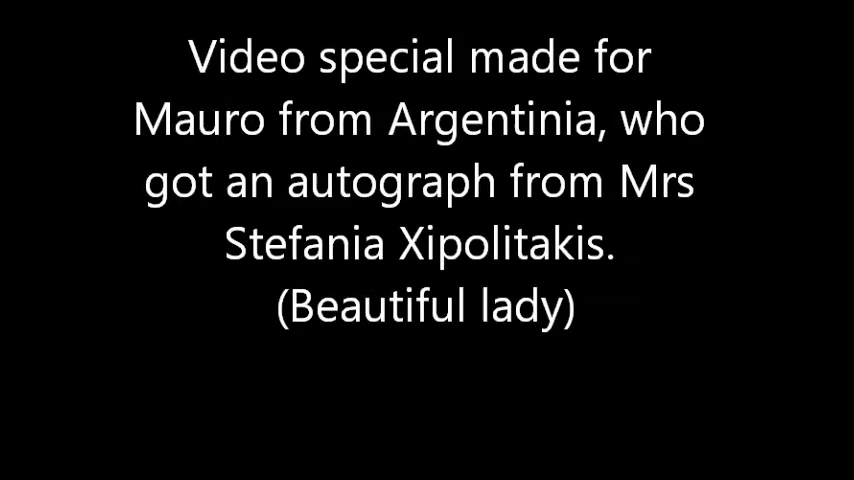 Video special made for
Mauro from Argentinia, who
got an autograph from Mrs
Stefania Xipolitakis.
(Beautiful lady)